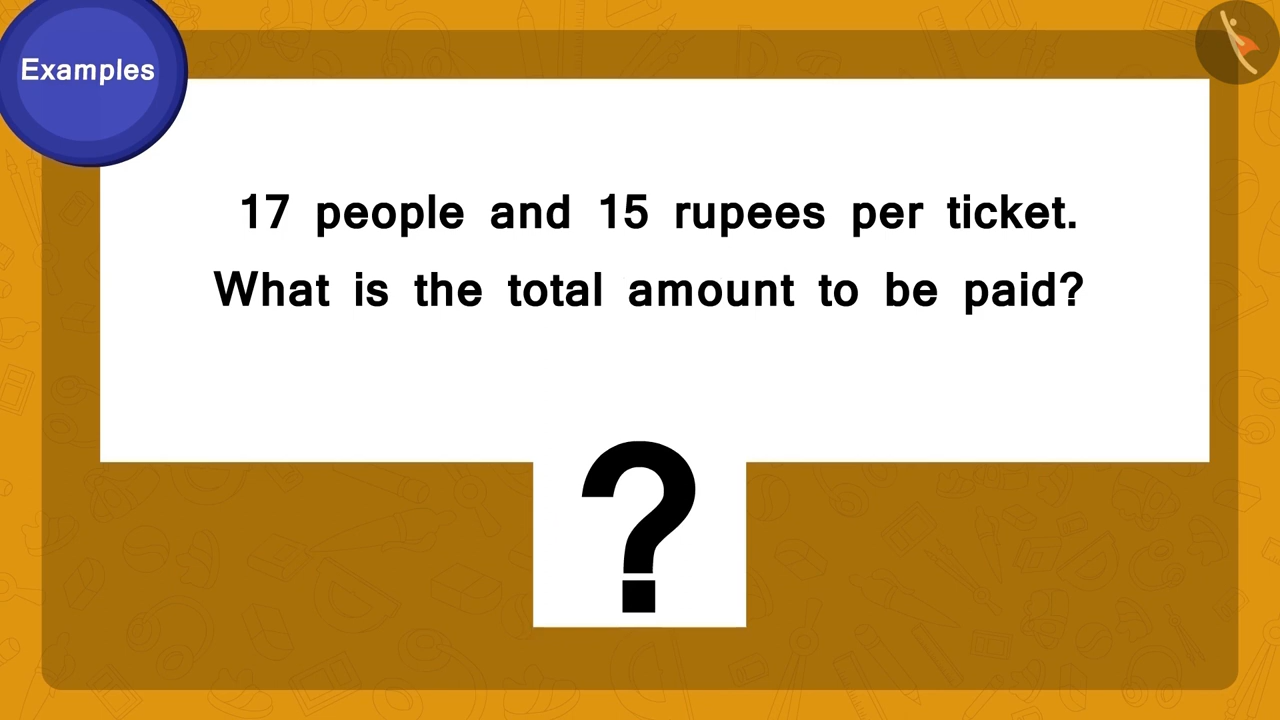 Examples
17 people and 15 rupees per ticket.
What is the total amount to be paid?
?